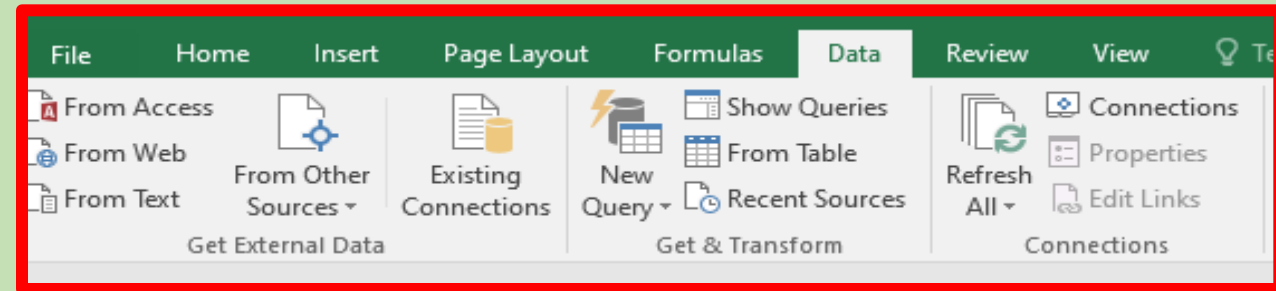 File Home Insert Page Layout Formulas Data Review View Te
From Access
From Web
From Text
From Other
Sources
Existing
Connections
Get External Data
New
Query
Show Queries
From Table
Recent Sources
Get & Transform
Refresh
All
Connections
Properties
Edit Links
Connections